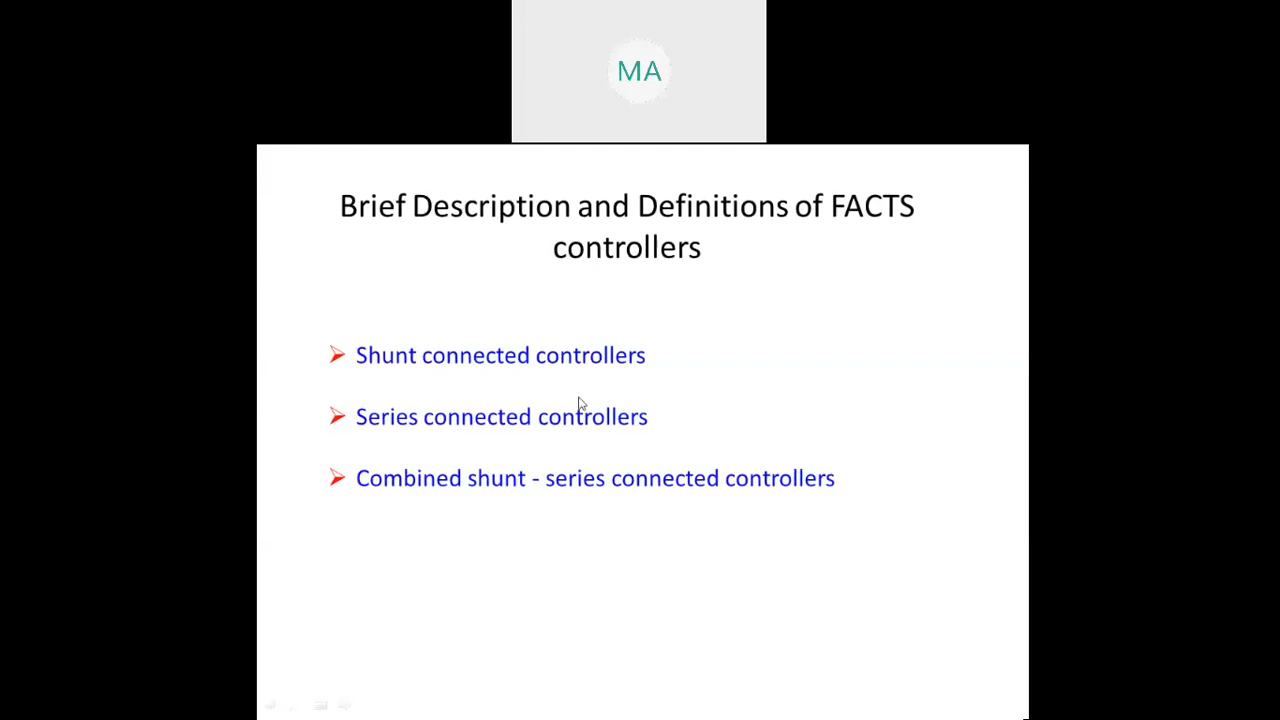 MA
Brief Description and Definitions of FACTS
controllers
Shunt connected controllers
Series connected controllers
Combined shunt - series connected controllers